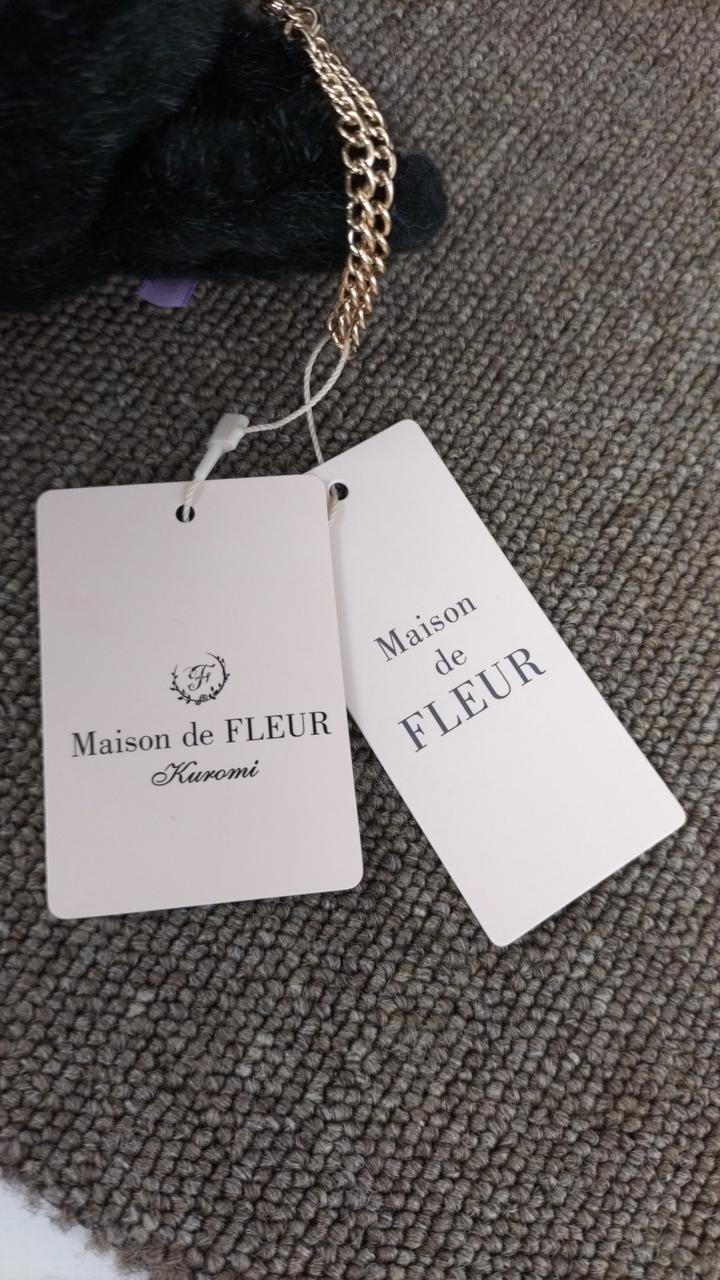 F
Maison de FLEUR
Kuromi
Maison
de
FLEUR